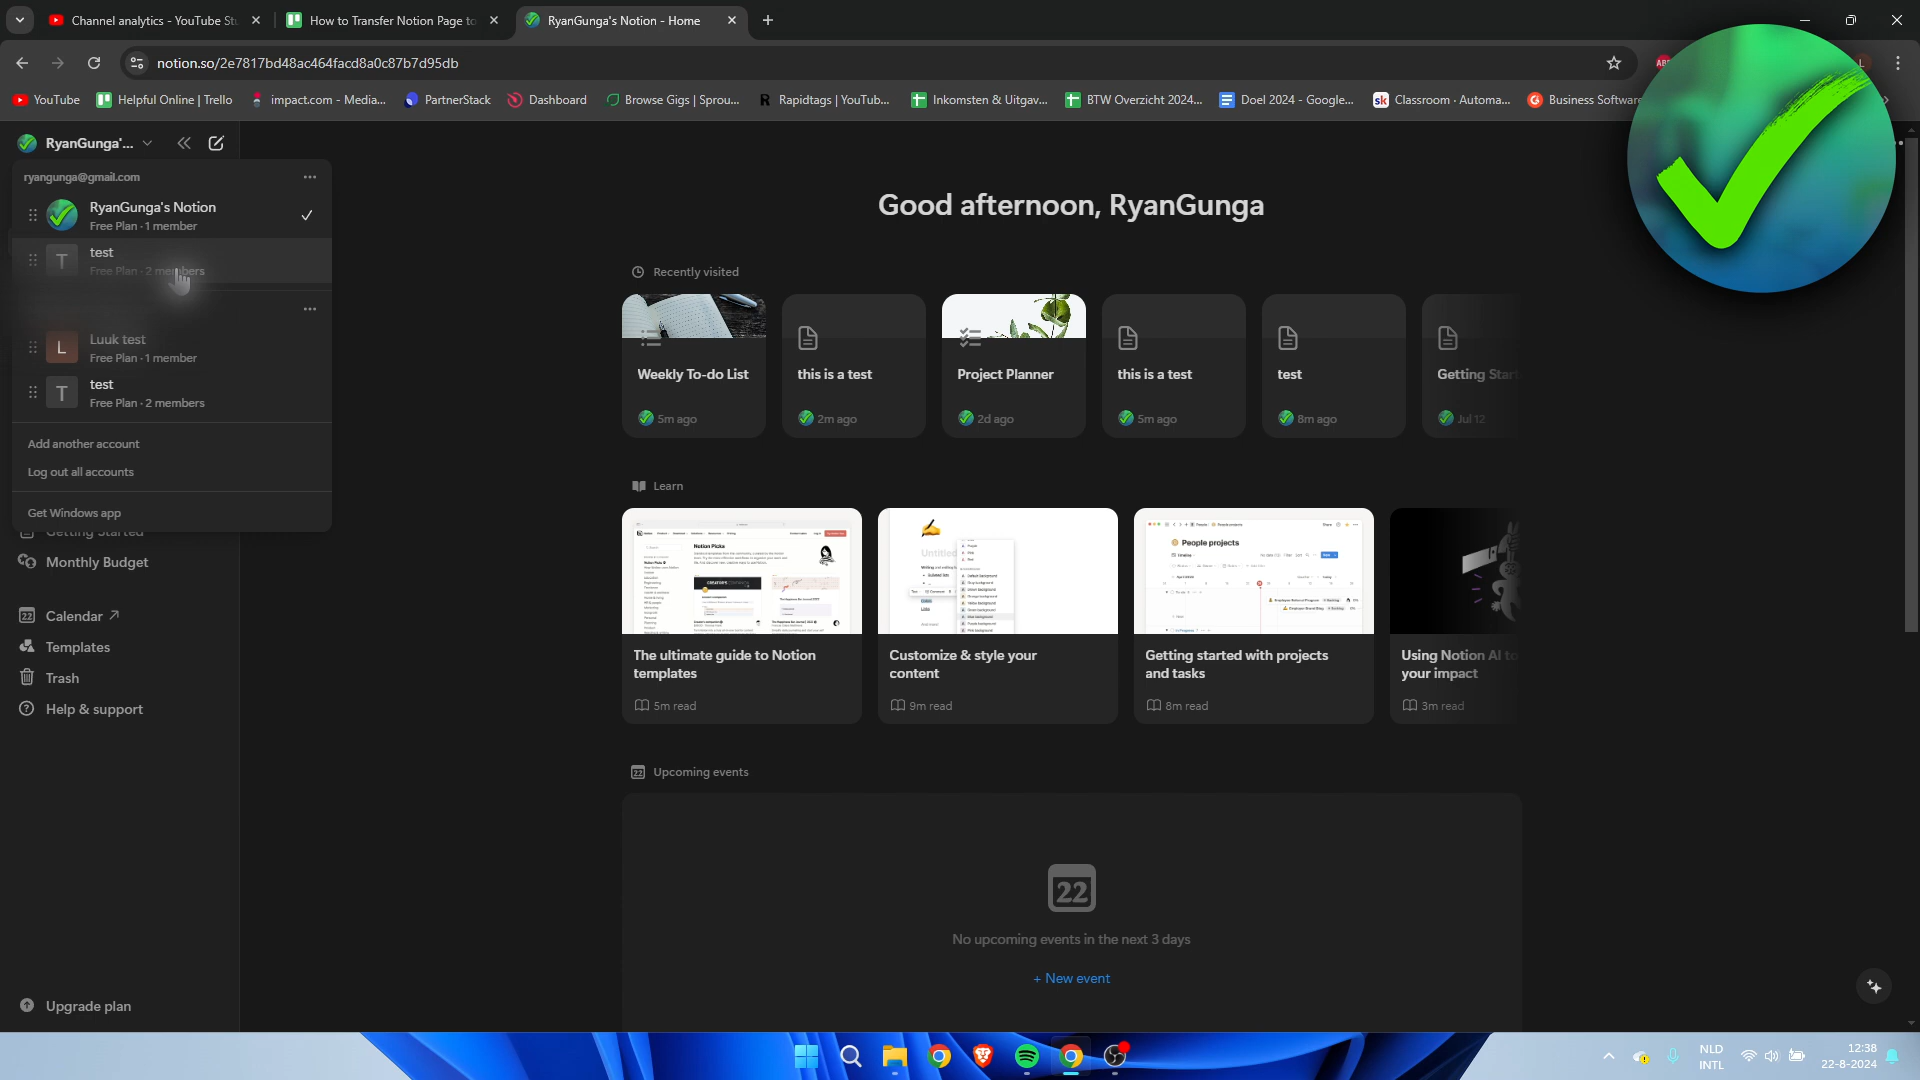 Channel analytics - YouTube Stu
How to Transfer Notion Page to
RyanGunga's Notion - Home
notion.so/2e7817bd48ac464facd8a0c87b7d95db
YouTube
Helpful Online | Trello
impact.com - Media...
PartnerStack
Dashboard
Browse Gigs | Sprou...
Rapidtags | YouTub...
Inkomsten & Uitgav...
BTW Overzicht 2024...
Doel 2024 - Google...
Classroom · Automa...
Business Software
RyanGunga'...
ryangunga@gmail.com
RyanGunga's Notion
Free Plan · 1 member
T
test
Free Plan · 2 members
L
Luuk test
Free Plan · 1 member
T
test
Free Plan · 2 members
Add another account
Log out all accounts
Get Windows app
Getting Started
Monthly Budget
Calendar ↗
Templates
Trash
Help & support
Upgrade plan
Good afternoon, RyanGunga
Recently visited
Weekly To-do List
5m ago
this is a test
2m ago
Project Planner
2d ago
this is a test
5m ago
test
8m ago
Getting Start
Jul 12
Learn
Notion Picks
The ultimate guide to Notion
templates
5m read
Customize & style your
content
9m read
People projects
Getting started with projects
and tasks
8m read
Using Notion AI to
your impact
3m read
Upcoming events
22
No upcoming events in the next 3 days
+ New event
NLD
INTL
12:38
22-8-2024